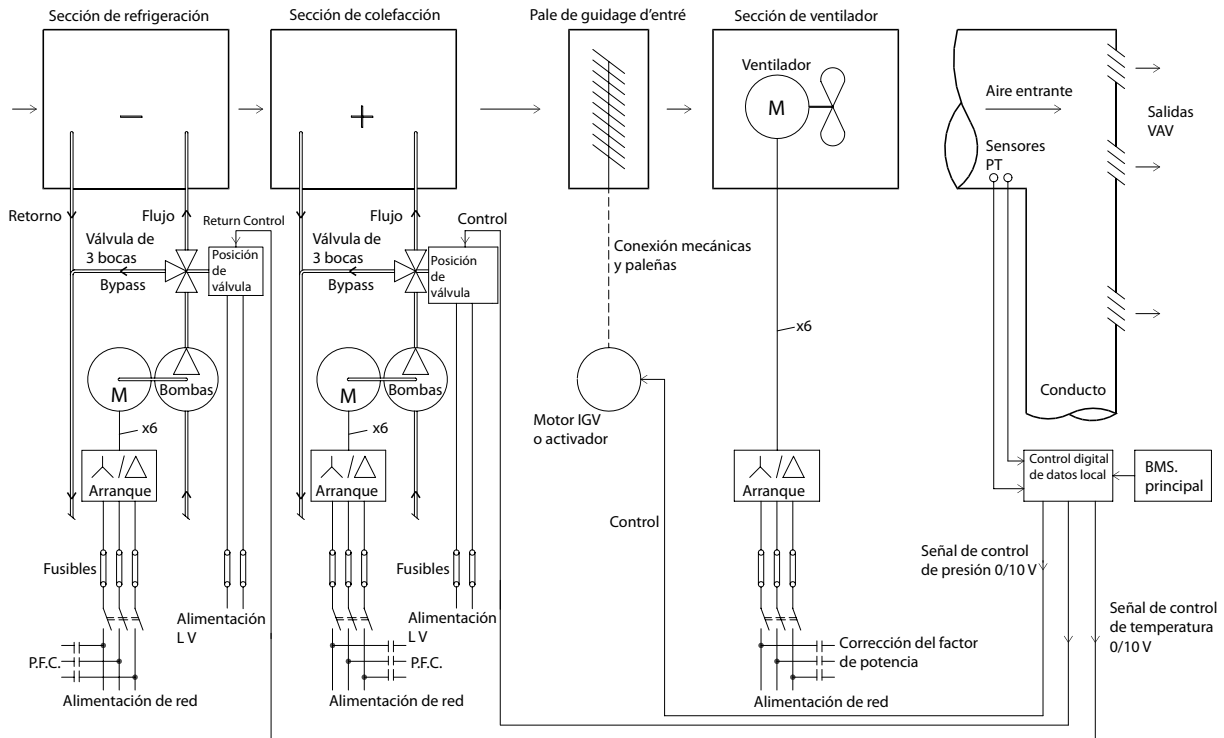 Sección de refrigeración
Sección de colefacción
Pale de guidage d'entré
Sección de ventilador
Ventilador
M
Aire entrante
Salidas
VAV
Sensores
PT
–
+
Retorno
Flujo
Return Control
Válvula de
3 bocas
Bypass
Posición
de
válvula
Retorno
Flujo
Control
Válvula de
3 bocas
Bypass
Posición
de
válvula
Conexión mecánicas
y paleñas
x6
M
Bombas
M
Bombas
Motor IGV
o activador
Conducto
x6
x6
Arranque
Arranque
Arranque
Control digital
de datos local
BMS.
principal
Control
Fusibles
Fusibles
Señal de control
de presión 0/10 V
Alimentación
L V
Alimentación
L V
Señal de control
de temperatura
0/10 V
P.F.C.
P.F.C.
Corrección del factor
de potencia
Alimentación de red
Alimentación de red
Alimentación de red